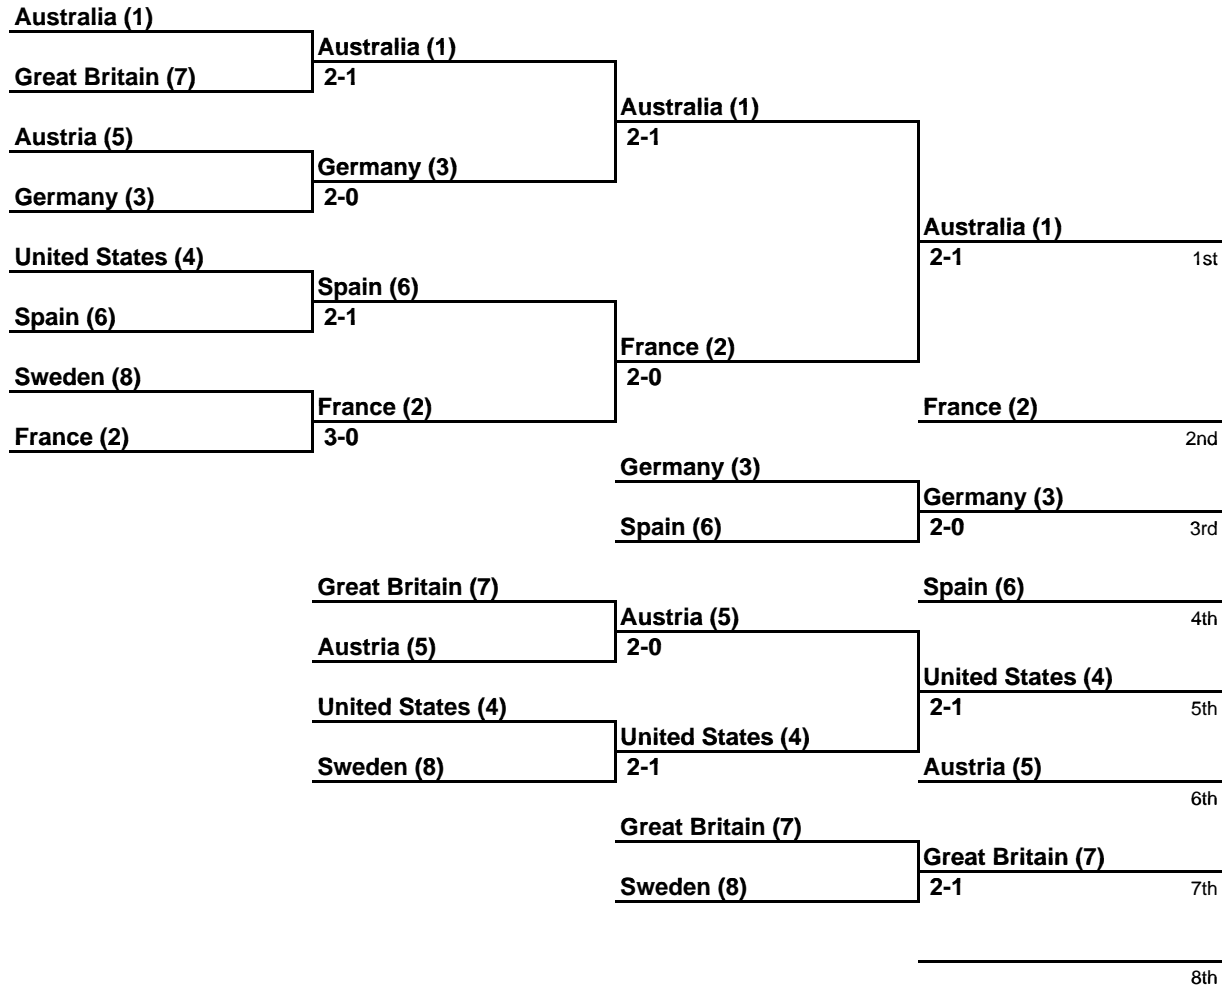 Australia (1)
Australia (1)
Great Britain (7)
2-1
Australia (1)
Austria (5)
2-1
Germany (3)
Germany (3)
2-0
Australia (1)
United States (4)
2-1
1st
Spain (6)
Spain (6)
2-1
France (2)
Sweden (8)
2-0
France (2)
France (2)
France (2)
3-0
2nd
Germany (3)
Germany (3)
Spain (6)
2-0
3rd
Great Britain (7)
Spain (6)
Austria (5)
4th
Austria (5)
2-0
United States (4)
United States (4)
2-1
5th
United States (4)
Sweden (8)
2-1
Austria (5)
6th
Great Britain (7)
Great Britain (7)
Sweden (8)
2-1
7th
8th